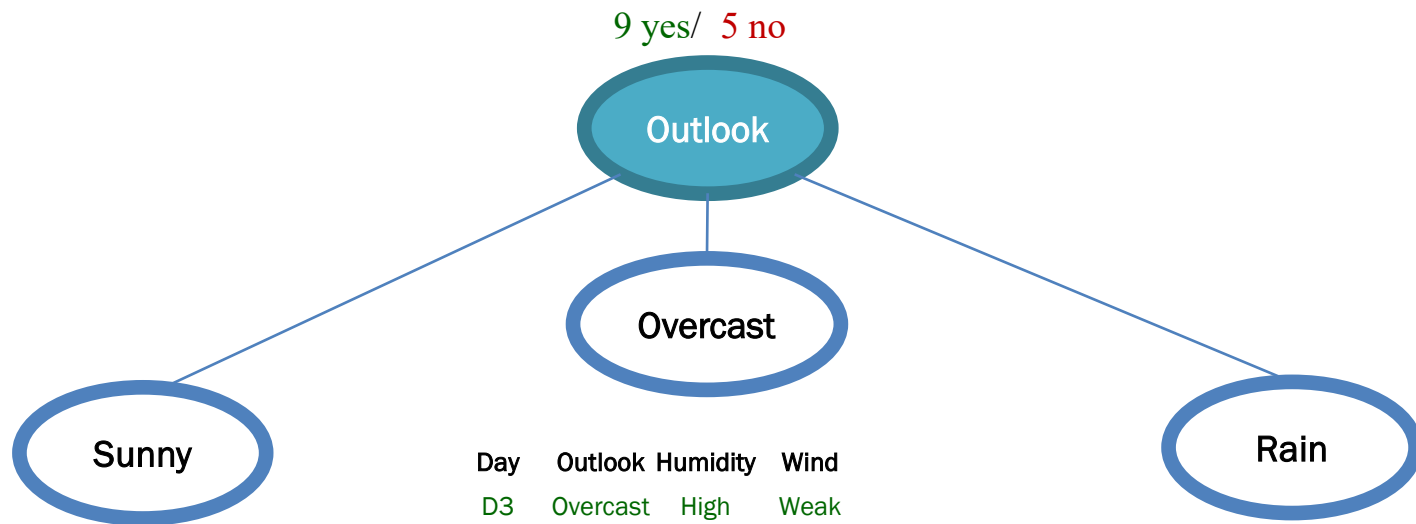 9 yes/ 5 no
Outlook
Overcast
Sunny
Rain
Day Outlook Humidity Wind
D3 Overcast High Weak